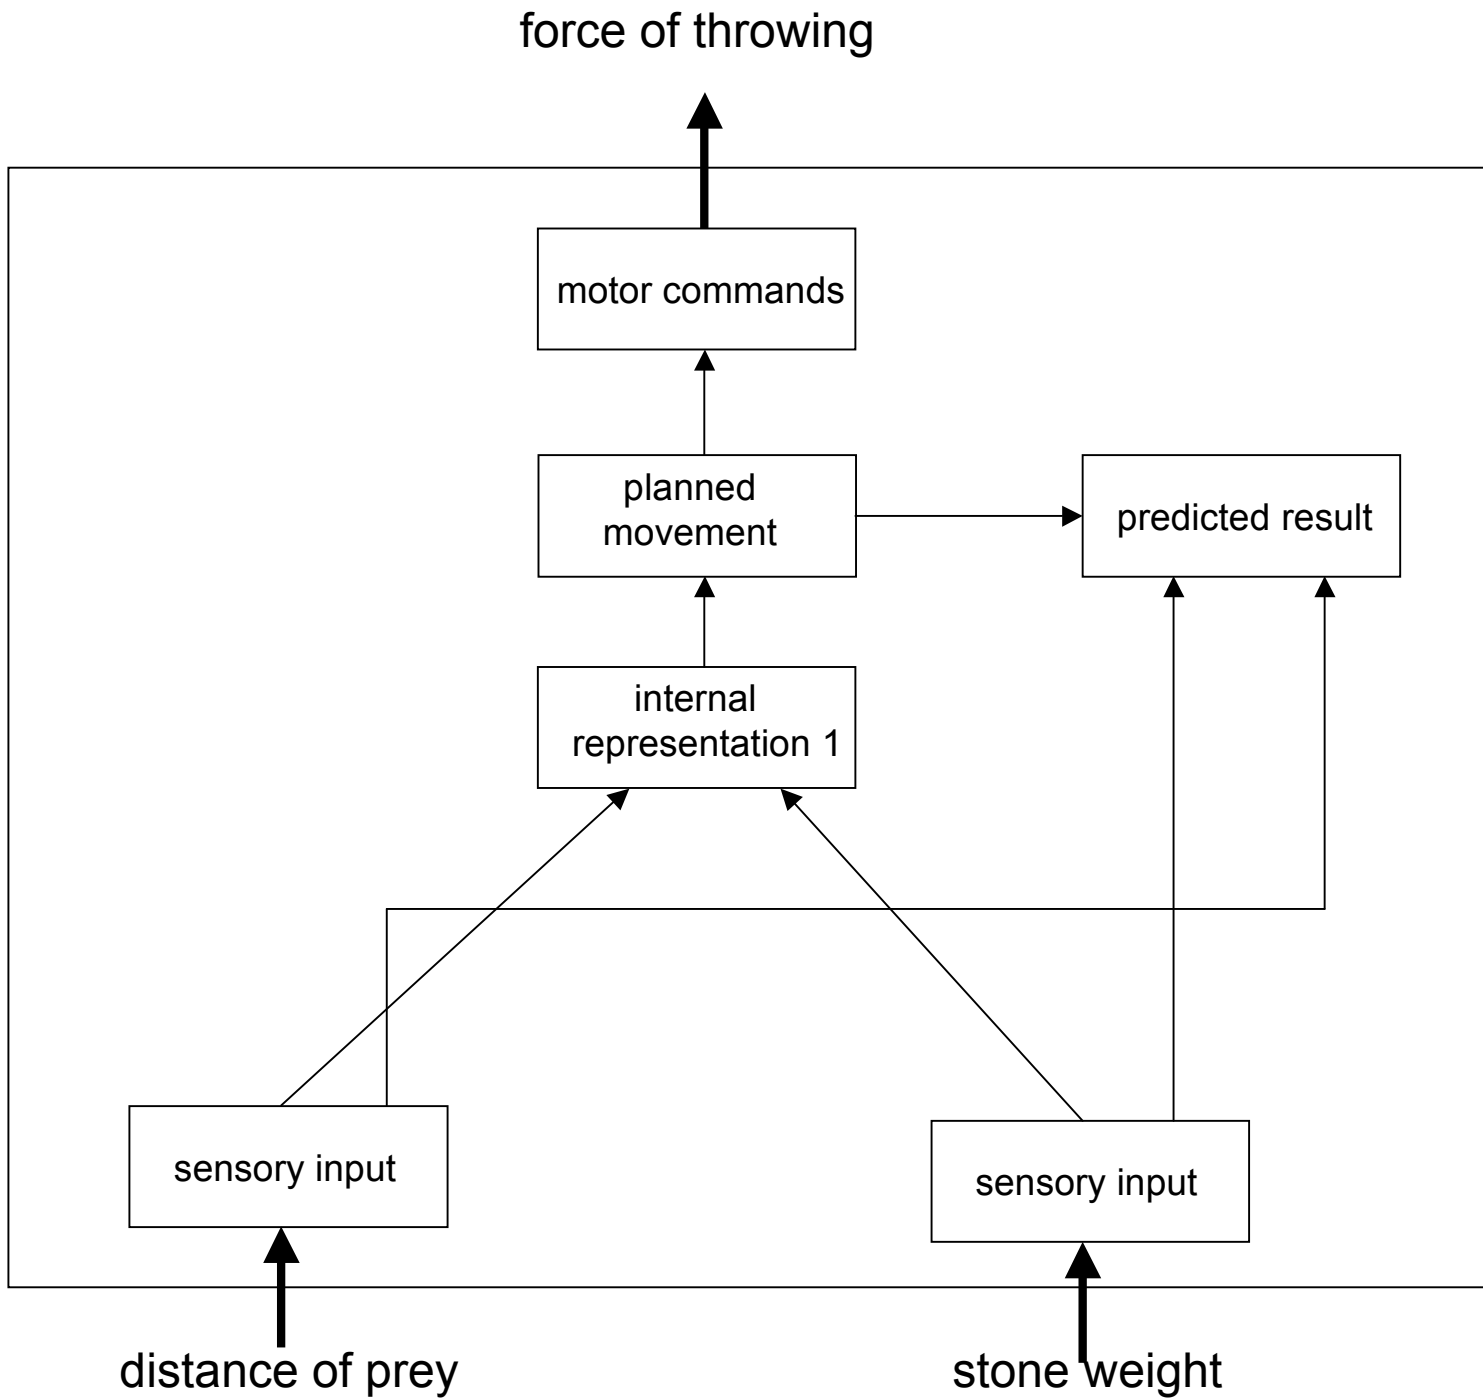 force of throwing
motor commands
planned
movement
predicted result
internal
representation 1
sensory input
sensory input
distance of prey
stone weight